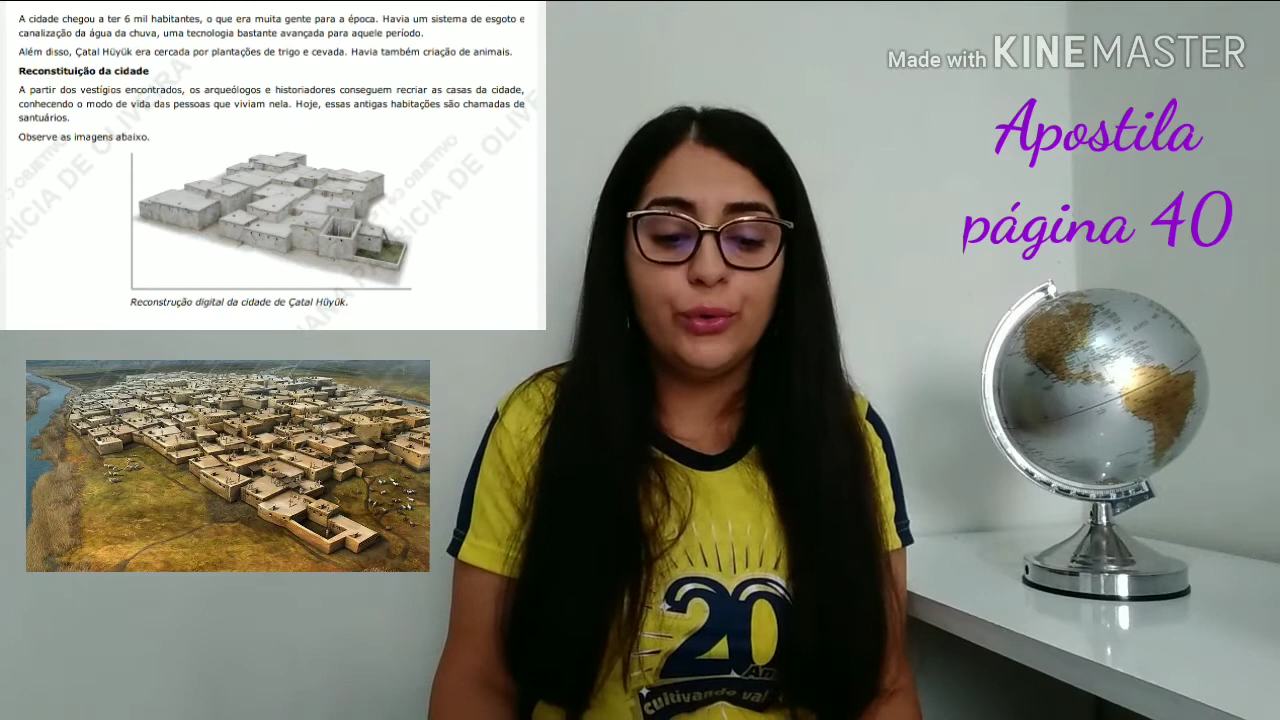 A cidade chegou a ter 6 mil habitantes, o que era muita gente para a época. Havia um sistema de esgoto e
canalização da água da chuva, uma tecnologia bastante avançada para aquele período.
Além disso, Çatal Hüyük era cercada por plantações de trigo e cevada. Havia também criação de animais.
Reconstituição da cidade
A partir dos vestígios encontrados, os arqueólogos e historiadores conseguem recriar as casas da cidade,
conhecendo o modo de vida das pessoas que viviam nela. Hoje, essas antigas habitações são chamadas de
santuários.
Observe as imagens abaixo.
Reconstrução digital da cidade de Çatal Hüyük.
Made with KINEMASTER
Apostila
página 40
20
cultivando